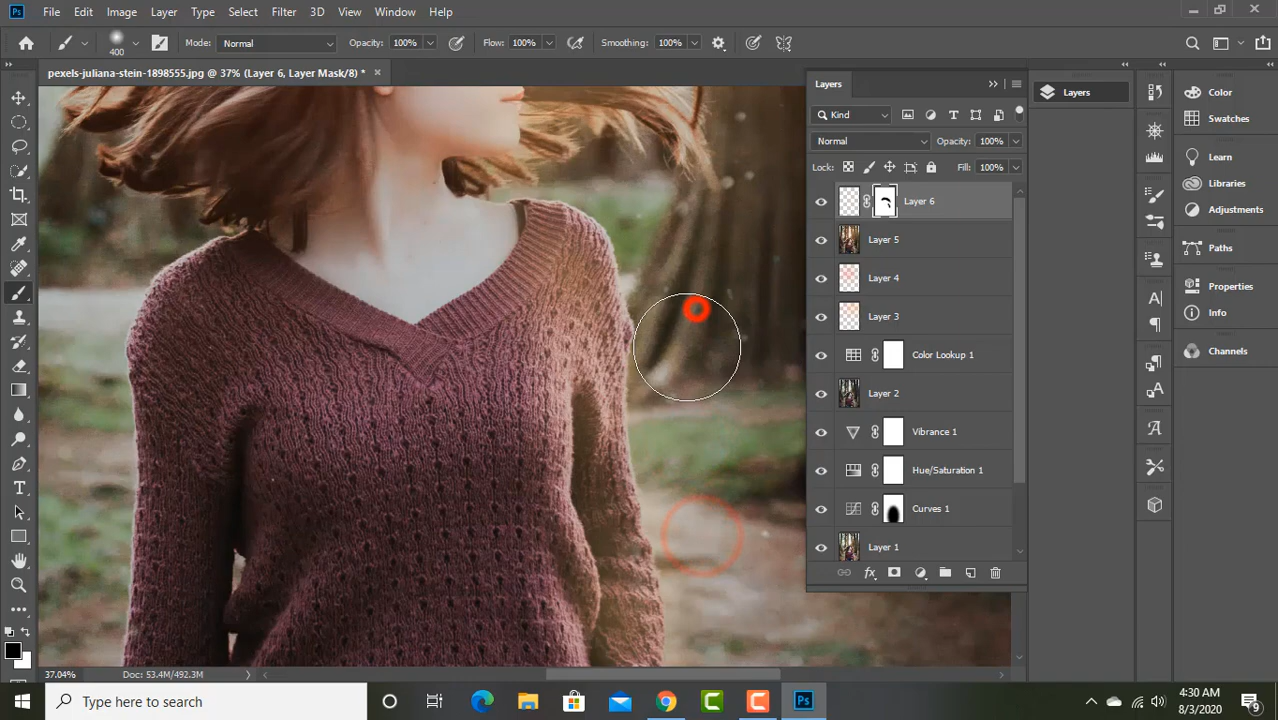 Ps File Edit Image Layer Type Select Filter 3D View Window Help
400 Mode: Normal Opacity: 100% Flow: 100% Smoothing: 100%
pexels-juliana-stein-1898555.jpg @ 37% (Layer 6, Layer Mask/8) * ×
Layers
Kind
Normal Opacity: 100%
Lock: Fill: 100%
Layer 6
Layer 5
Layer 4
Layer 3
Color Lookup 1
Layer 2
Vibrance 1
Hue/Saturation 1
Curves 1
Layer 1
fx
Layers
Color
Swatches
Learn
Libraries
Adjustments
Paths
Properties
Info
Channels
37.04% Doc: 53.4M/492.3M
Type here to search
Ps
4:30 AM
8/3/2020
9